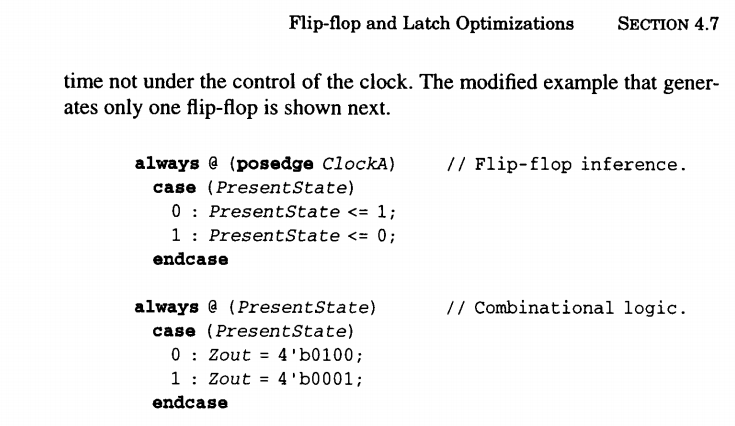 Flip-flop and Latch Optimizations SECTION 4.7
time not under the control of the clock. The modified example that gener-
ates only one flip-flop is shown next.
always @ (posedge ClockA) // Flip-flop inference.
case (PresentState)
0 : PresentState <= 1;
1 : PresentState <= 0;
endcase
always @ (PresentState) // Combinational logic.
case (PresentState)
0 : Zout = 4'b0100;
1 : Zout = 4'b0001;
endcase